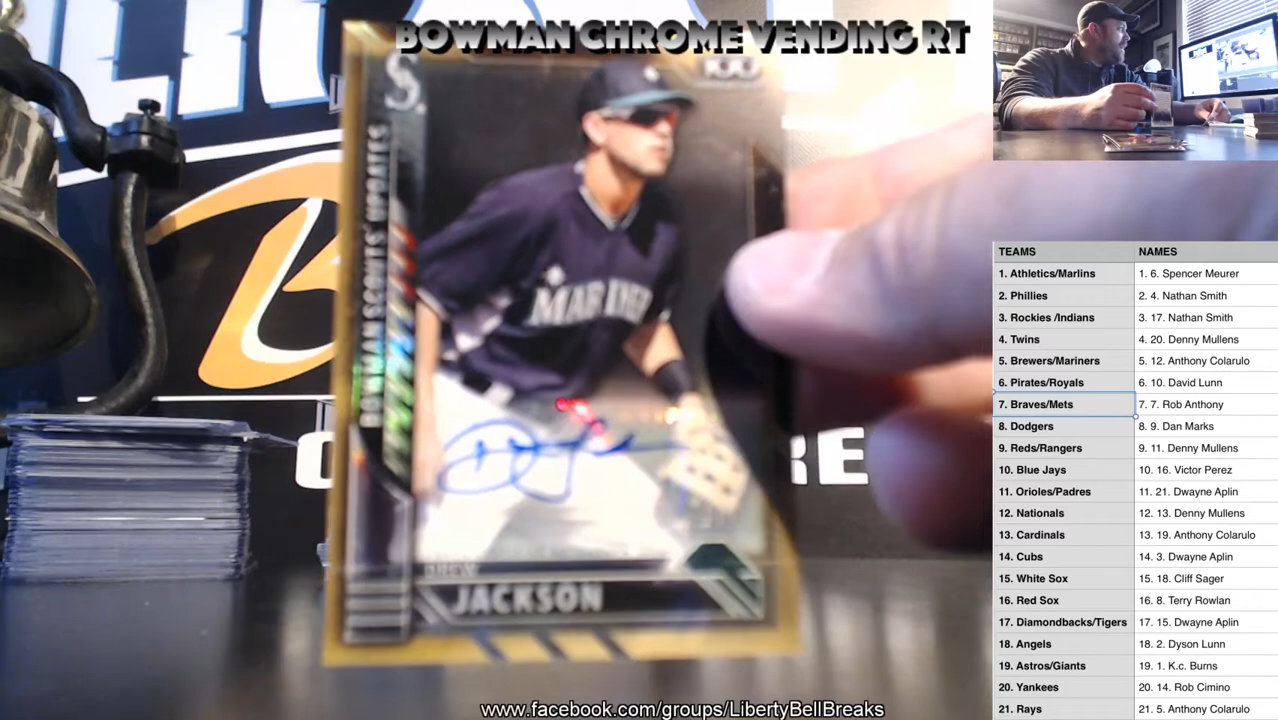 BOWMAN CHROME VENDING RT
S.
100
BOWMAN SCOUTS' UPDATES
MARINE
DREW
JACKSON
RE
TEAMS NAMES
1. Athletics/Marlins 1. 6. Spencer Meurer
2. Phillies 2. 4. Nathan Smith
3. Rockies /Indians 3. 17. Nathan Smith
4. Twins 4. 20. Denny Mullens
5. Brewers/Mariners 5. 12. Anthony Colarulo
6. Pirates/Royals 6. 10. David Lunn
7. Braves/Mets 7. 7. Rob Anthony
8. Dodgers 8. 9. Dan Marks
9. Reds/Rangers 9. 11. Denny Mullens
10. Blue Jays 10. 16. Victor Perez
11. Orioles/Padres 11. 21. Dwayne Aplin
12. Nationals 12. 13. Denny Mullens
13. Cardinals 13. 19. Anthony Colarulo
14. Cubs 14. 3. Dwayne Aplin
15. White Sox 15. 18. Cliff Sager
16. Red Sox 16. 8. Terry Rowlan
17. Diamondbacks/Tigers 17. 15. Dwayne Aplin
18. Angels 18. 2. Dyson Lunn
19. Astros/Giants 19. 1. K.c. Burns
20. Yankees 20. 14. Rob Cimino
21. Rays 21. 5. Anthony Colarulo
www.facebook.com/groups/LibertyBellBreaks